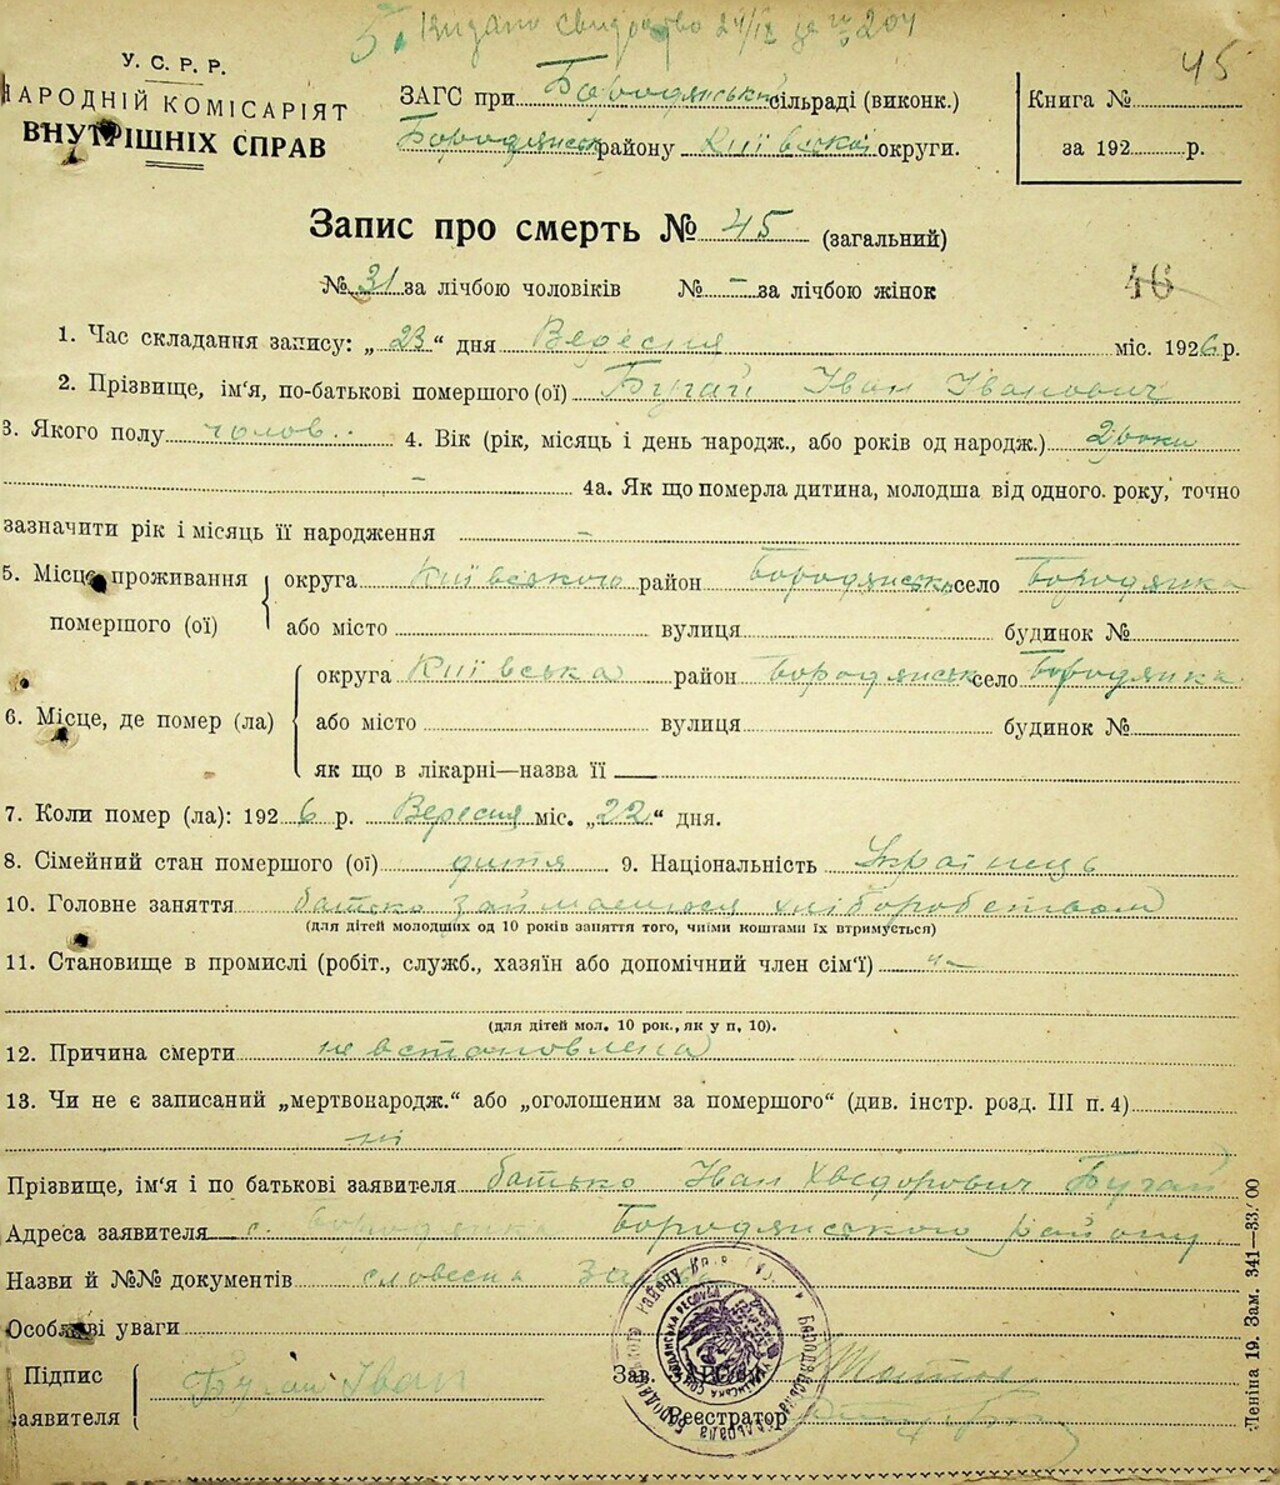 5. Видано свидоцтво 24/IX за № 204
45
У. С. Р. Р.
НАРОДНІЙ КОМІСАРІЯТ
ВНУТРІШНІХ СПРАВ
ЗАГС при Бородянськ. сільраді (виконк.)
Бородянськ. району Київської округи.
Книга №
за 192 р.
Запис про смерть № 45 (загальний)
№ 31 за лічбою чоловіків № – за лічбою жінок
46
1. Час складання запису: „23“ дня Вересня міс. 1926 р.
2. Прізвище, ім‘я, по-батькові помершого (ої) Бугай Іван Іванович
3. Якого полу чолов.. 4. Вік (рік, місяць і день народж., або років од народж.) 2 роки
– 4а. Як що померла дитина, молодша від одного. року, точно
зазначити рік і місяць її народження –
5. Місце проживання помершого (ої) округа Київського район Бородянськ. село Бородянка
або місто вулиця будинок №
6. Місце, де помер (ла) округа Київська район Бородянськ село Бородянка
або місто вулиця будинок №
як що в лікарні—назва її
7. Коли помер (ла): 1926 р. Вересня міс. „22“ дня.
8. Сімейний стан помершого (ої) дитя 9. Національність Українець
10. Головне заняття батько займається хліборобством
(для дітей молодших од 10 років заняття того, чиїми коштами їх втримується)
11. Становище в промислі (робіт., служб., хазяїн або допомічний член сім‘ї) „–
(для дітей мол. 10 рок., як у п. 10).
12. Причина смерти не встановлена
13. Чи не є записаний „мертвонародж.“ або „оголошеним за помершого“ (див. інстр. розд. III п. 4)
ні
Прізвище, ім‘я і по батькові заявителя батько Іван Хведорович Бугай
Адреса заявителя с. Бородянка Бородянського району
Назви й №№ документів словесна заява
Особливі уваги
Підпис заявителя Бугай Іван
Зав. ЗАГС'ом
Реєстратор
Леніна 19. Зам. 341—33/00